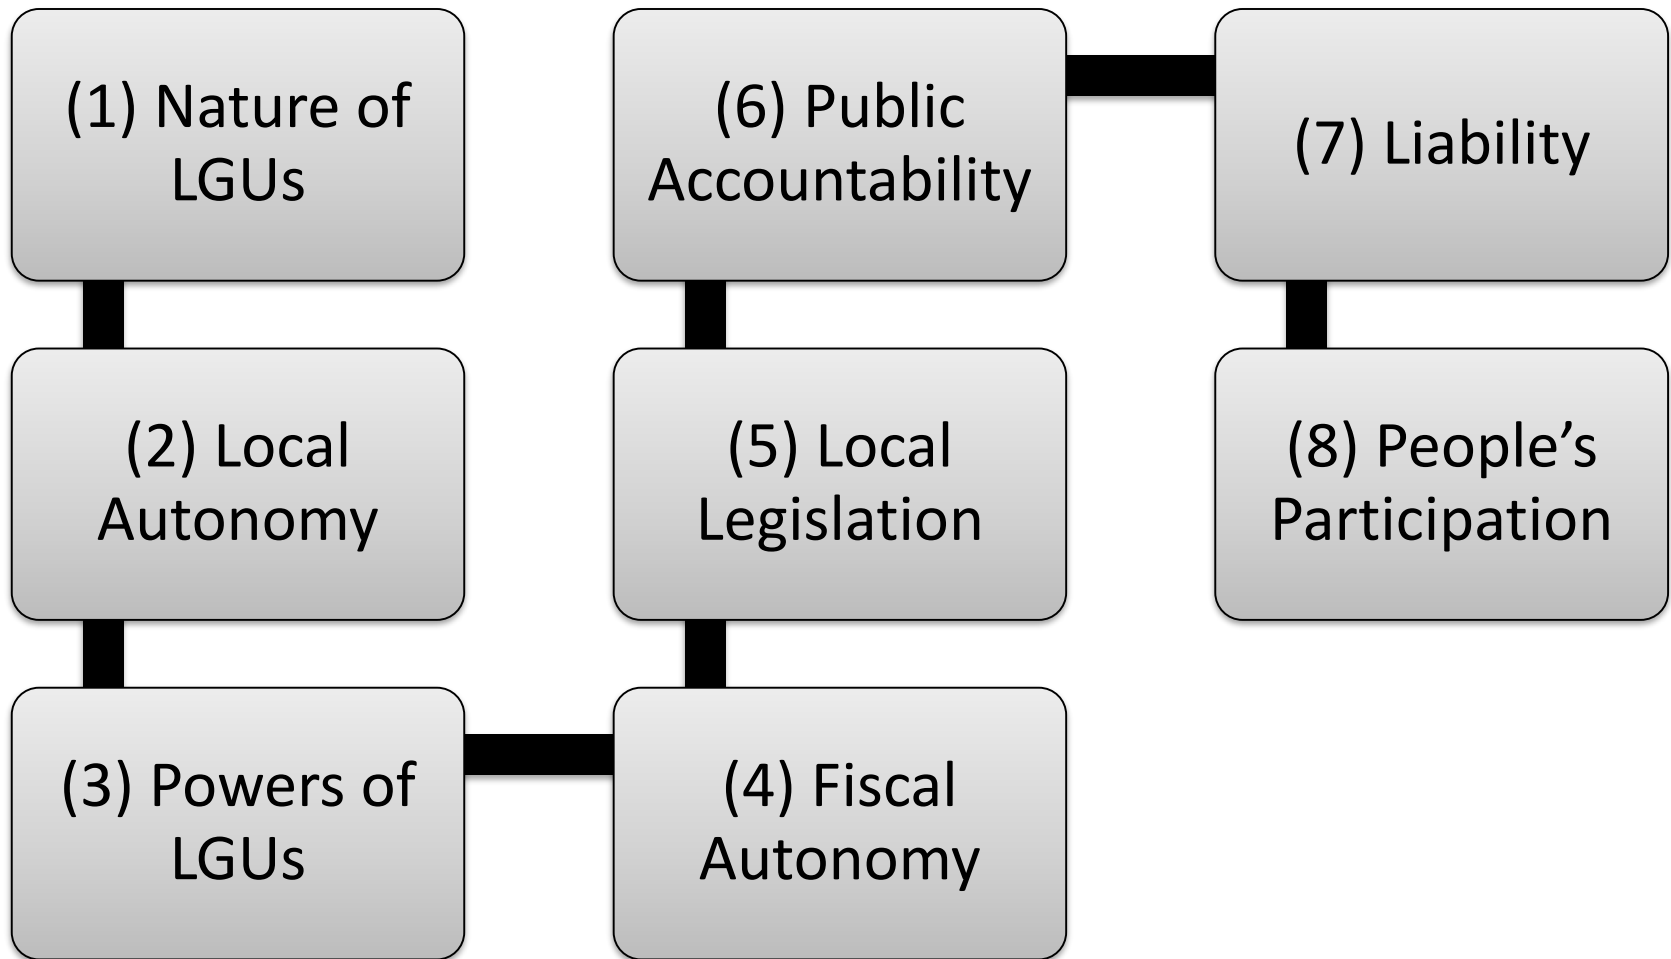 (1) Nature of
LGUs
(2) Local
Autonomy
(3) Powers of
LGUs
(4) Fiscal
Autonomy
(5) Local
Legislation
(6) Public
Accountability
(7) Liability
(8) People’s
Participation